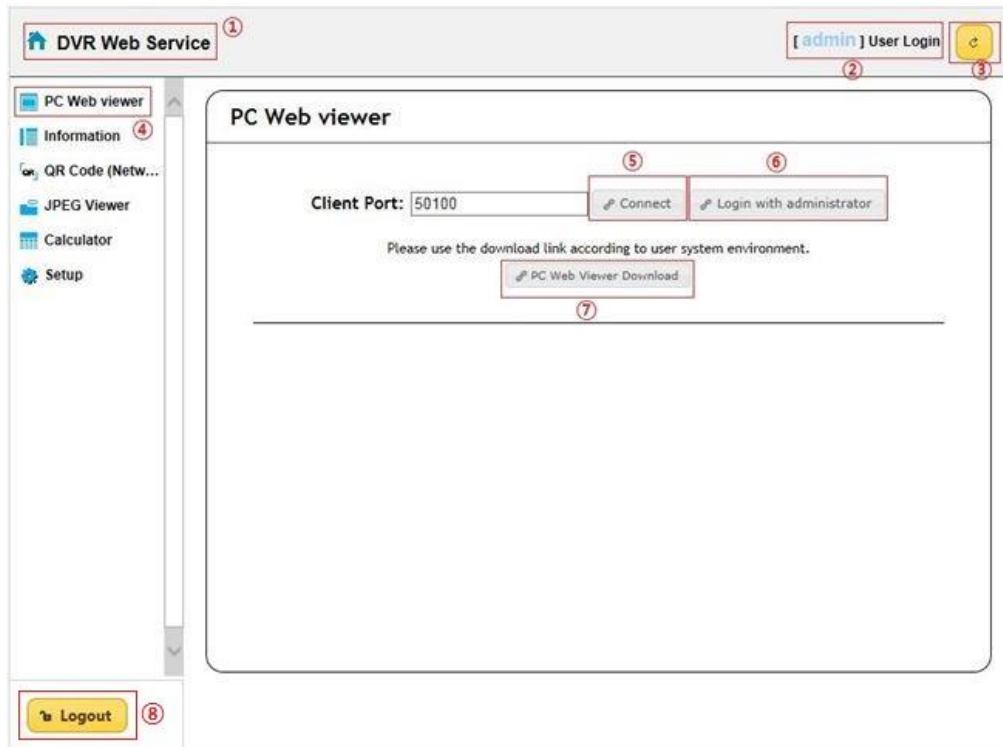 DVR Web Service ①
[ admin ] User Login
② ③
PC Web viewer
④
Information
QR Code (Netw...
JPEG Viewer
Calculator
Setup
PC Web viewer
⑤ ⑥
Client Port: 50100 Connect Login with administrator
Please use the download link according to user system environment.
PC Web Viewer Download
⑦
Logout ⑧